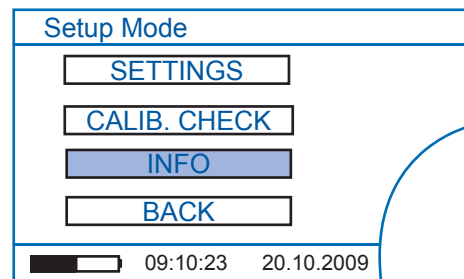 Setup Mode
SETTINGS
CALIB. CHECK
INFO
BACK
09:10:23 20.10.2009